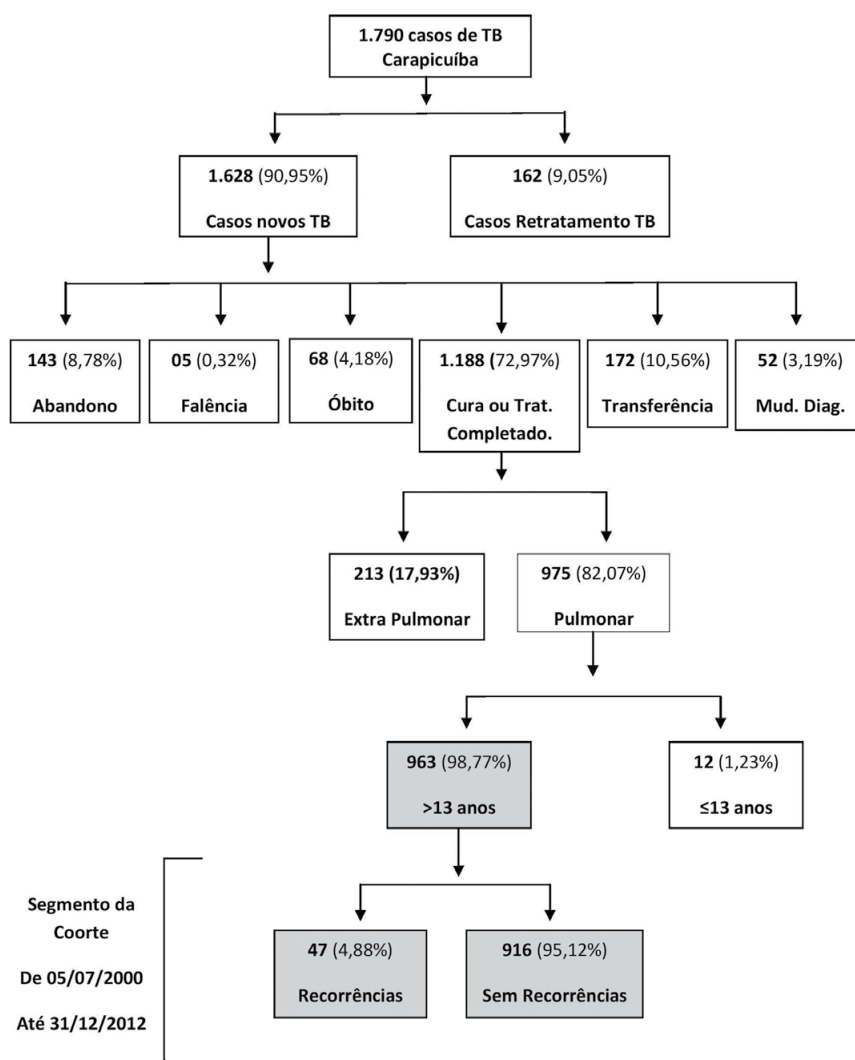 1.790 casos de TB
Carapicuíba
1.628 (90,95%)
Casos novos TB
162 (9,05%)
Casos Retratamento TB
143 (8,78%)
Abandono
05 (0,32%)
Falência
68 (4,18%)
Óbito
1.188 (72,97%)
Cura ou Trat.
Completado.
172 (10,56%)
Transferência
52 (3,19%)
Mud. Diag.
213 (17,93%)
Extra Pulmonar
975 (82,07%)
Pulmonar
963 (98,77%)
>13 anos
12 (1,23%)
≤13 anos
Segmento da
Coorte
De 05/07/2000
Até 31/12/2012
47 (4,88%)
Recorrências
916 (95,12%)
Sem Recorrências